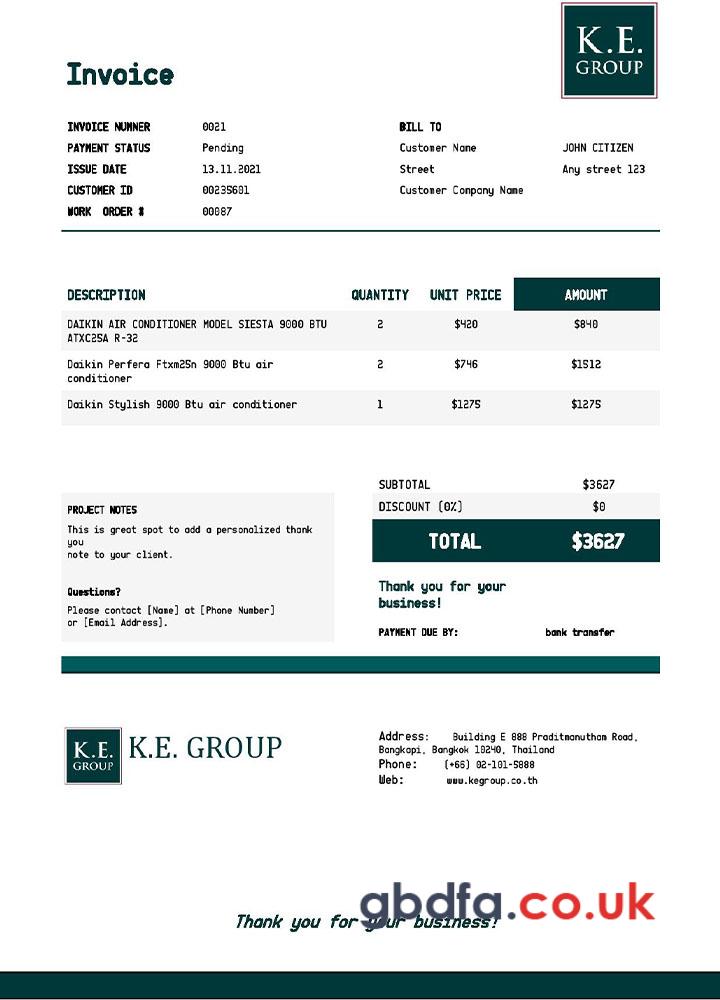 K.E.
GROUP
Invoice
INVOICE NUMNER 0021
PAYMENT STATUS Pending
ISSUE DATE 13.11.2021
CUSTOMER ID 00235601
WORK ORDER # 00087
BILL TO
Customer Name JOHN CITIZEN
Street Any street 123
Customer Company Name
DESCRIPTION QUANTITY UNIT PRICE AMOUNT
DAIKIN AIR CONDITIONER MODEL SIESTA 9000 BTU 2 $420 $840
ATXC25A R-32
Daikin Perfera Ftxm25n 9000 Btu air 2 $746 $1512
conditioner
Daikin Stylish 9000 Btu air conditioner 1 $1275 $1275
SUBTOTAL $3627
DISCOUNT (0%) $0
TOTAL $3627
PROJECT NOTES
This is great spot to add a personalized thank
you
note to your client.
Questions?
Please contact [Name] at [Phone Number]
or [Email Address].
Thank you for your
business!
PAYMENT DUE BY: bank transfer
K.E.
GROUP
K.E. GROUP
Address: Building E 888 Praditmanutham Road,
Bangkapi, Bangkok 10240, Thailand
Phone: (+66) 02-101-5888
Web: www.kegroup.co.th
gbdfa.co.uk
Thank you for your business!